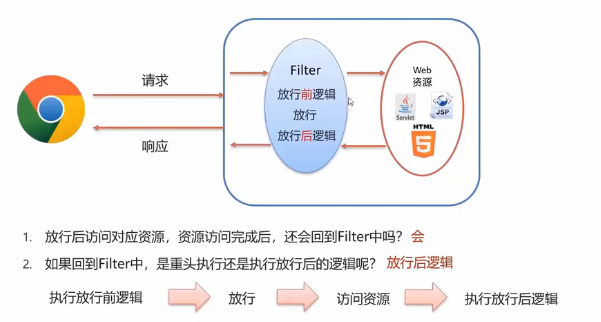 请求
响应
Filter
放行前逻辑
放行
放行后逻辑
Web
资源
Servlet
JSP
HTML
5
1. 放行后访问对应资源，资源访问完成后，还会回到Filter中吗？会
2. 如果回到Filter中，是重头执行还是执行放行后的逻辑呢？放行后逻辑
执行放行前逻辑 放行 访问资源 执行放行后逻辑